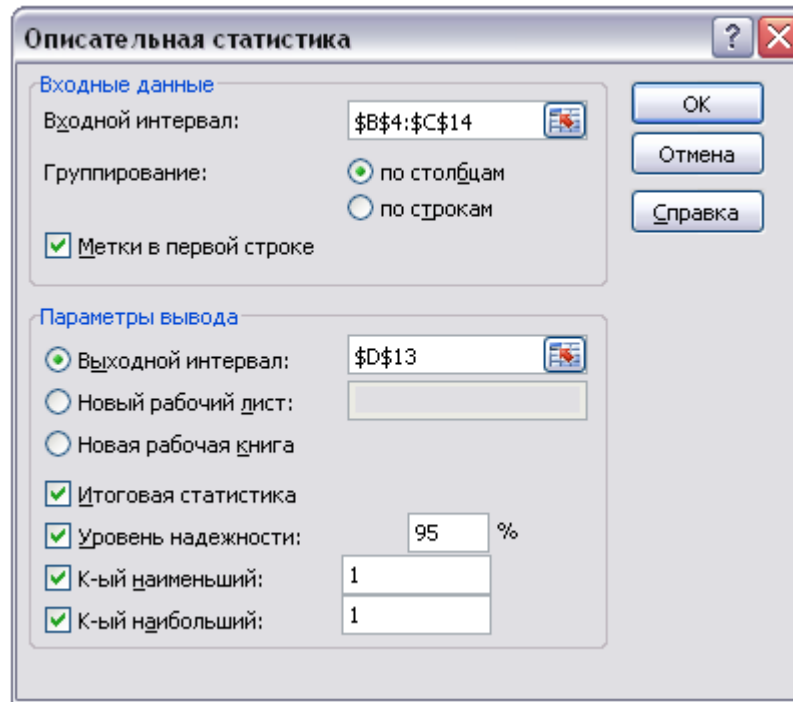 Описательная статистика
Входные данные
Входной интервал: $B$4:$C$14
Группирование: по столбцам
по строкам
Метки в первой строке
OK
Отмена
Справка
Параметры вывода
Выходной интервал: $D$13
Новый рабочий лист:
Новая рабочая книга
Итоговая статистика
Уровень надежности: 95 %
К-ый наименьший: 1
К-ый наибольший: 1